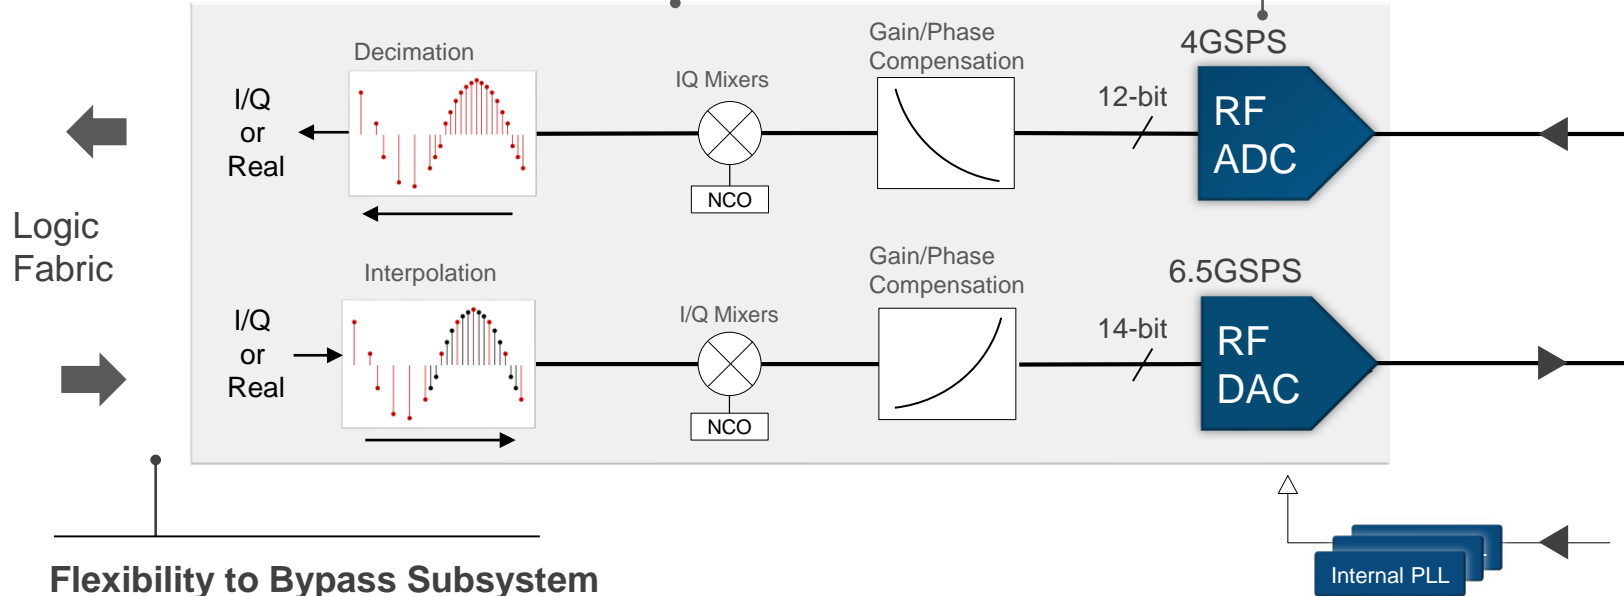 Decimation
I/Q
or
Real
IQ Mixers
NCO
Gain/Phase
Compensation
12-bit
4GSPS
RF
ADC
Logic
Fabric
Interpolation
I/Q
or
Real
I/Q Mixers
NCO
Gain/Phase
Compensation
14-bit
6.5GSPS
RF
DAC
Flexibility to Bypass Subsystem
Internal PLL